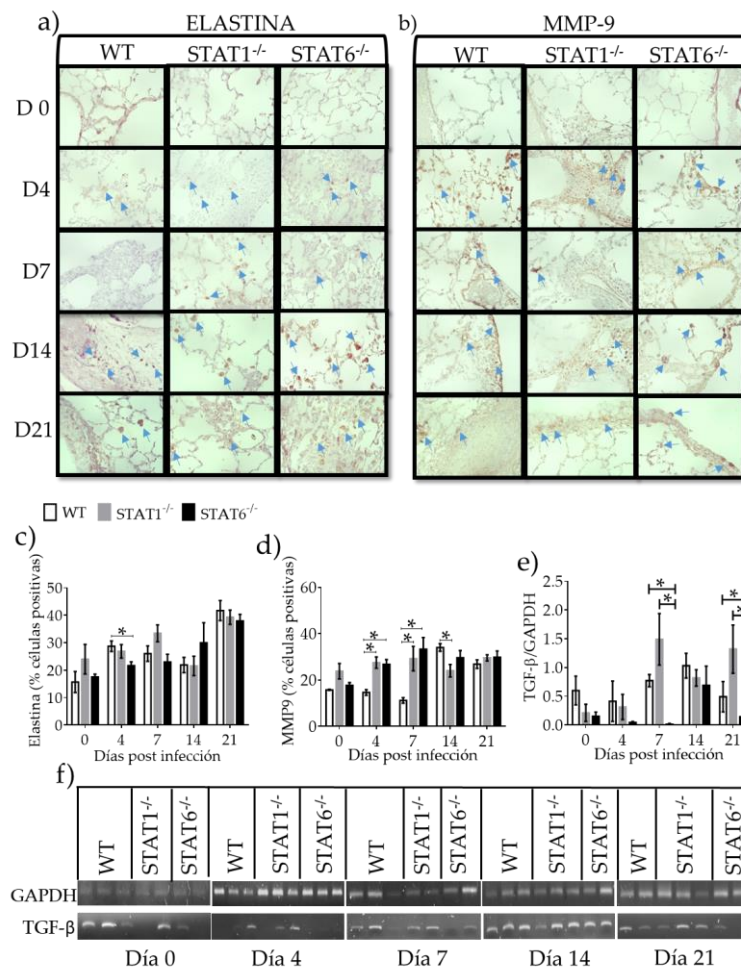 a) ELASTINA
WT STAT1-/- STAT6-/-
b) MMP-9
WT STAT1-/- STAT6-/-
D 0
D4
D7
D14
D21
WT STAT1-/- STAT6-/-
c)
Elastina (% células positivas)
50
40
30
20
10
0
*
0 4 7 14 21
Días post infección
d)
MMP9 (% células positivas)
60
40
20
0
* * * * *
0 4 7 14 21
Días post infección
e)
TGF-β/GAPDH
2.5
2.0
1.5
1.0
0.5
0.0
* * * *
0 4 7 14 21
Días post infección
f)
WT STAT1-/- STAT6-/- WT STAT1-/- STAT6-/- WT STAT1-/- STAT6-/- WT STAT1-/- STAT6-/- WT STAT1-/- STAT6-/-
GAPDH
TGF-β
Día 0 Día 4 Día 7 Día 14 Día 21